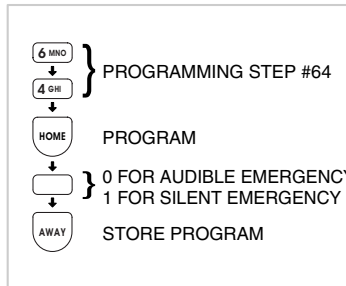 6 MNO
4 GHI
} PROGRAMMING STEP #64
HOME
PROGRAM
} 0 FOR AUDIBLE EMERGENCY
1 FOR SILENT EMERGENCY
AWAY
STORE PROGRAM